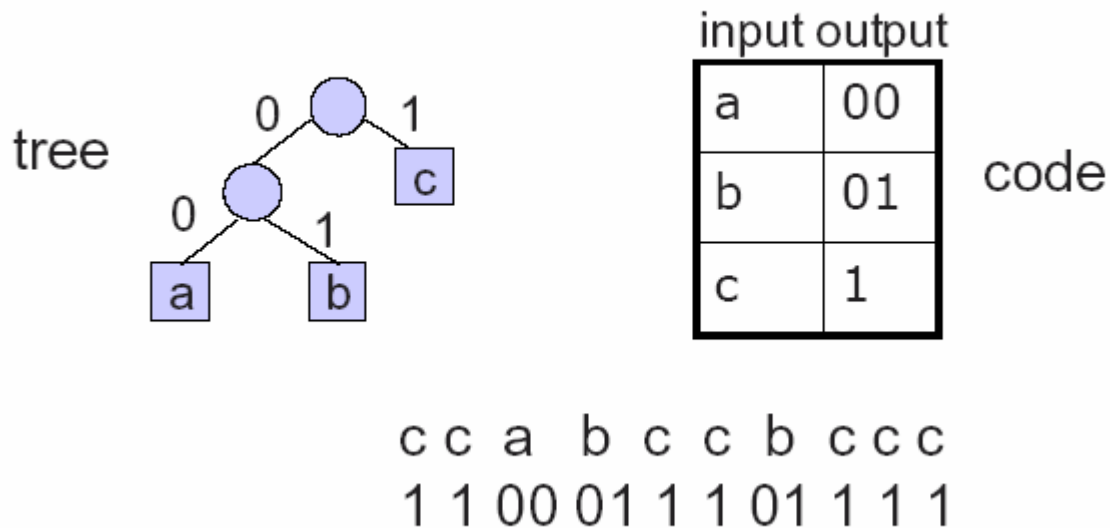 input output
0 1
tree
c
0 1
a b
a 00
b 01
c 1
code
c c a b c c b c c c
1 1 00 01 1 1 01 1 1 1